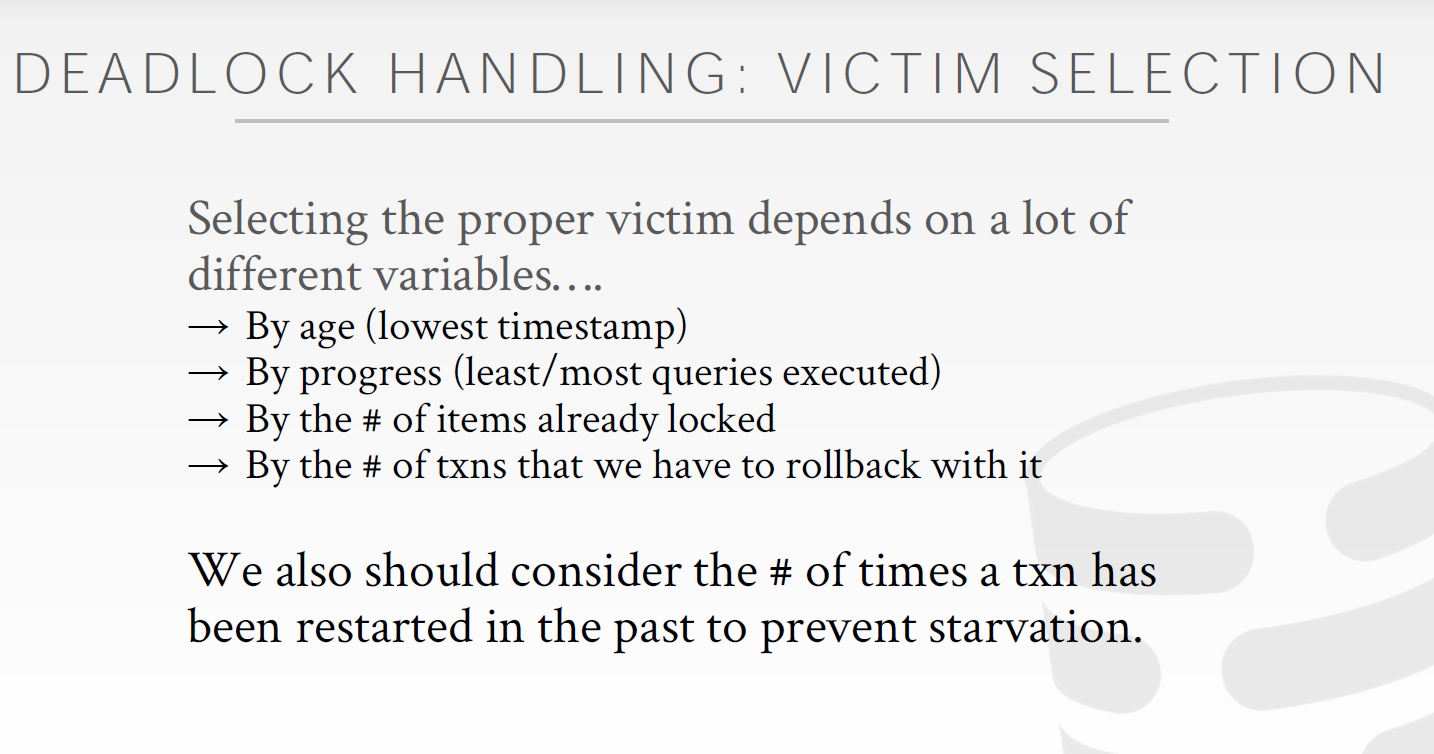 DEADLOCK HANDLING: VICTIM SELECTION
Selecting the proper victim depends on a lot of
different variables….
→ By age (lowest timestamp)
→ By progress (least/most queries executed)
→ By the # of items already locked
→ By the # of txns that we have to rollback with it
We also should consider the # of times a txn has
been restarted in the past to prevent starvation.